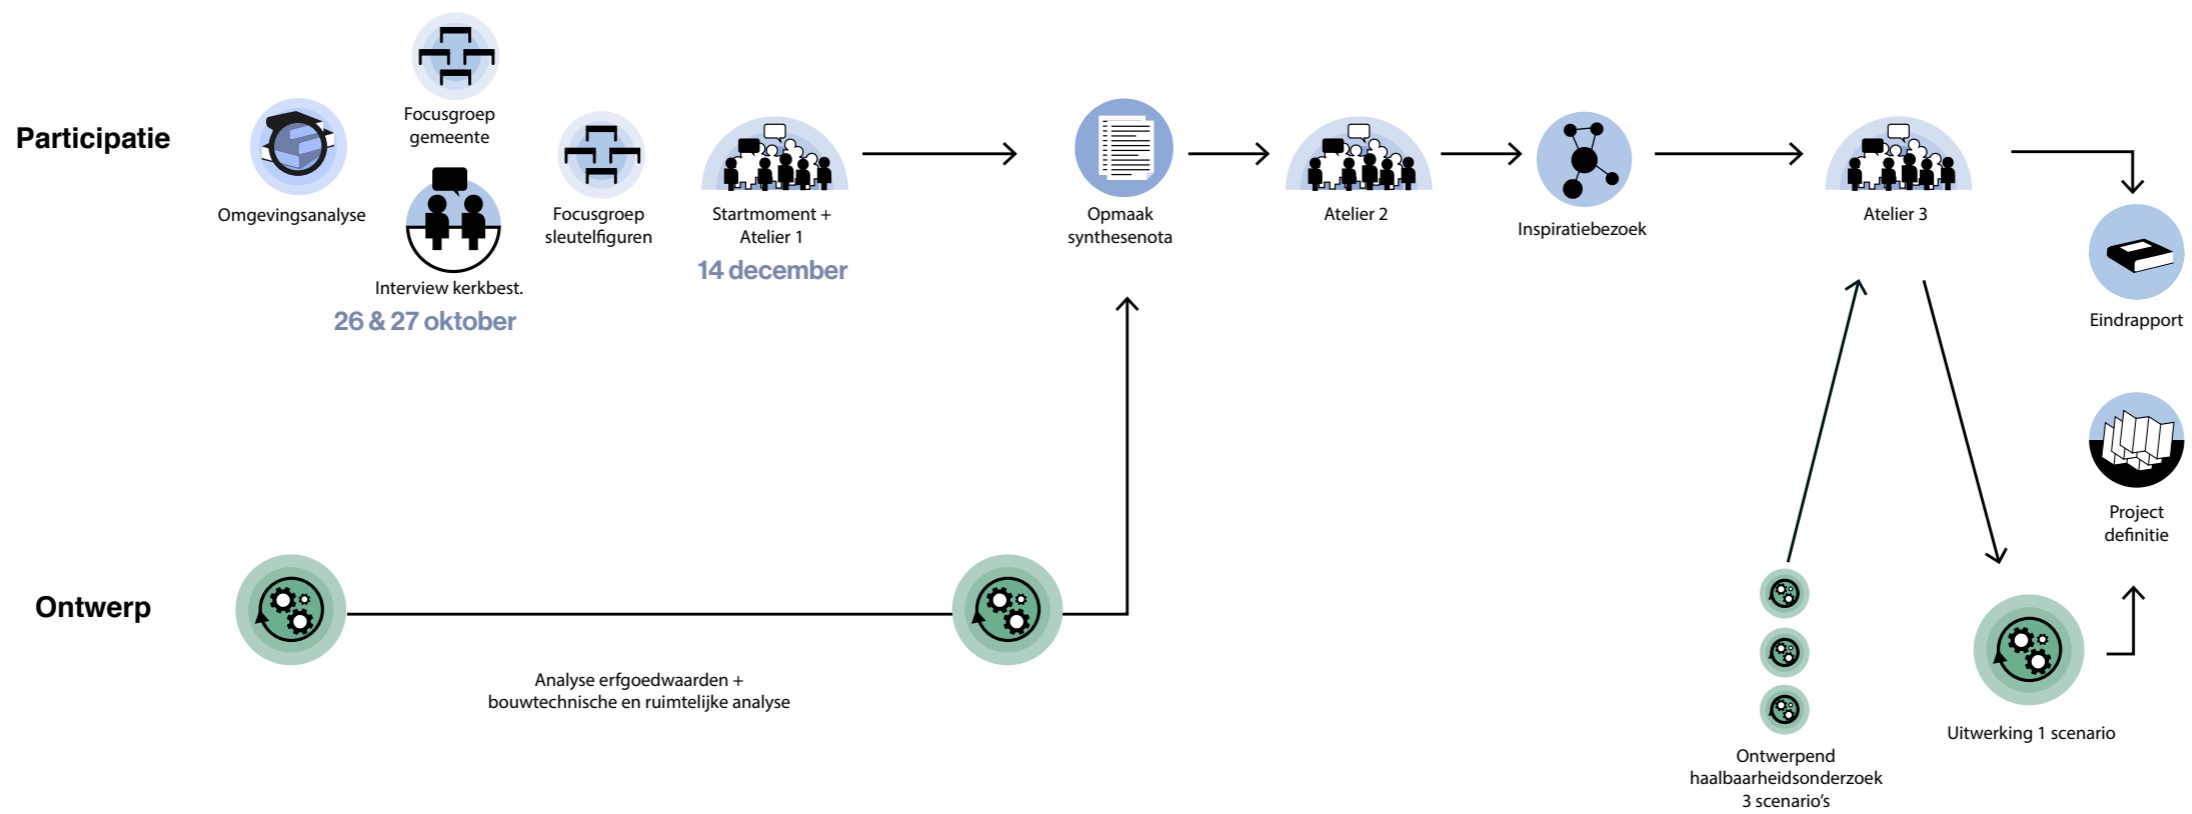 Participatie
Omgevingsanalyse
Focusgroep
gemeente
Interview kerkbest.
26 & 27 oktober
Focusgroep
sleutelfiguren
Startmoment +
Atelier 1
14 december
Opmaak
synthesenota
Atelier 2
Inspiratiebezoek
Atelier 3
Eindrapport
Project
definitie
Ontwerp
Analyse erfgoedwaarden +
bouwtechnische en ruimtelijke analyse
Ontwerpend
haalbaarheidsonderzoek
3 scenario's
Uitwerking 1 scenario